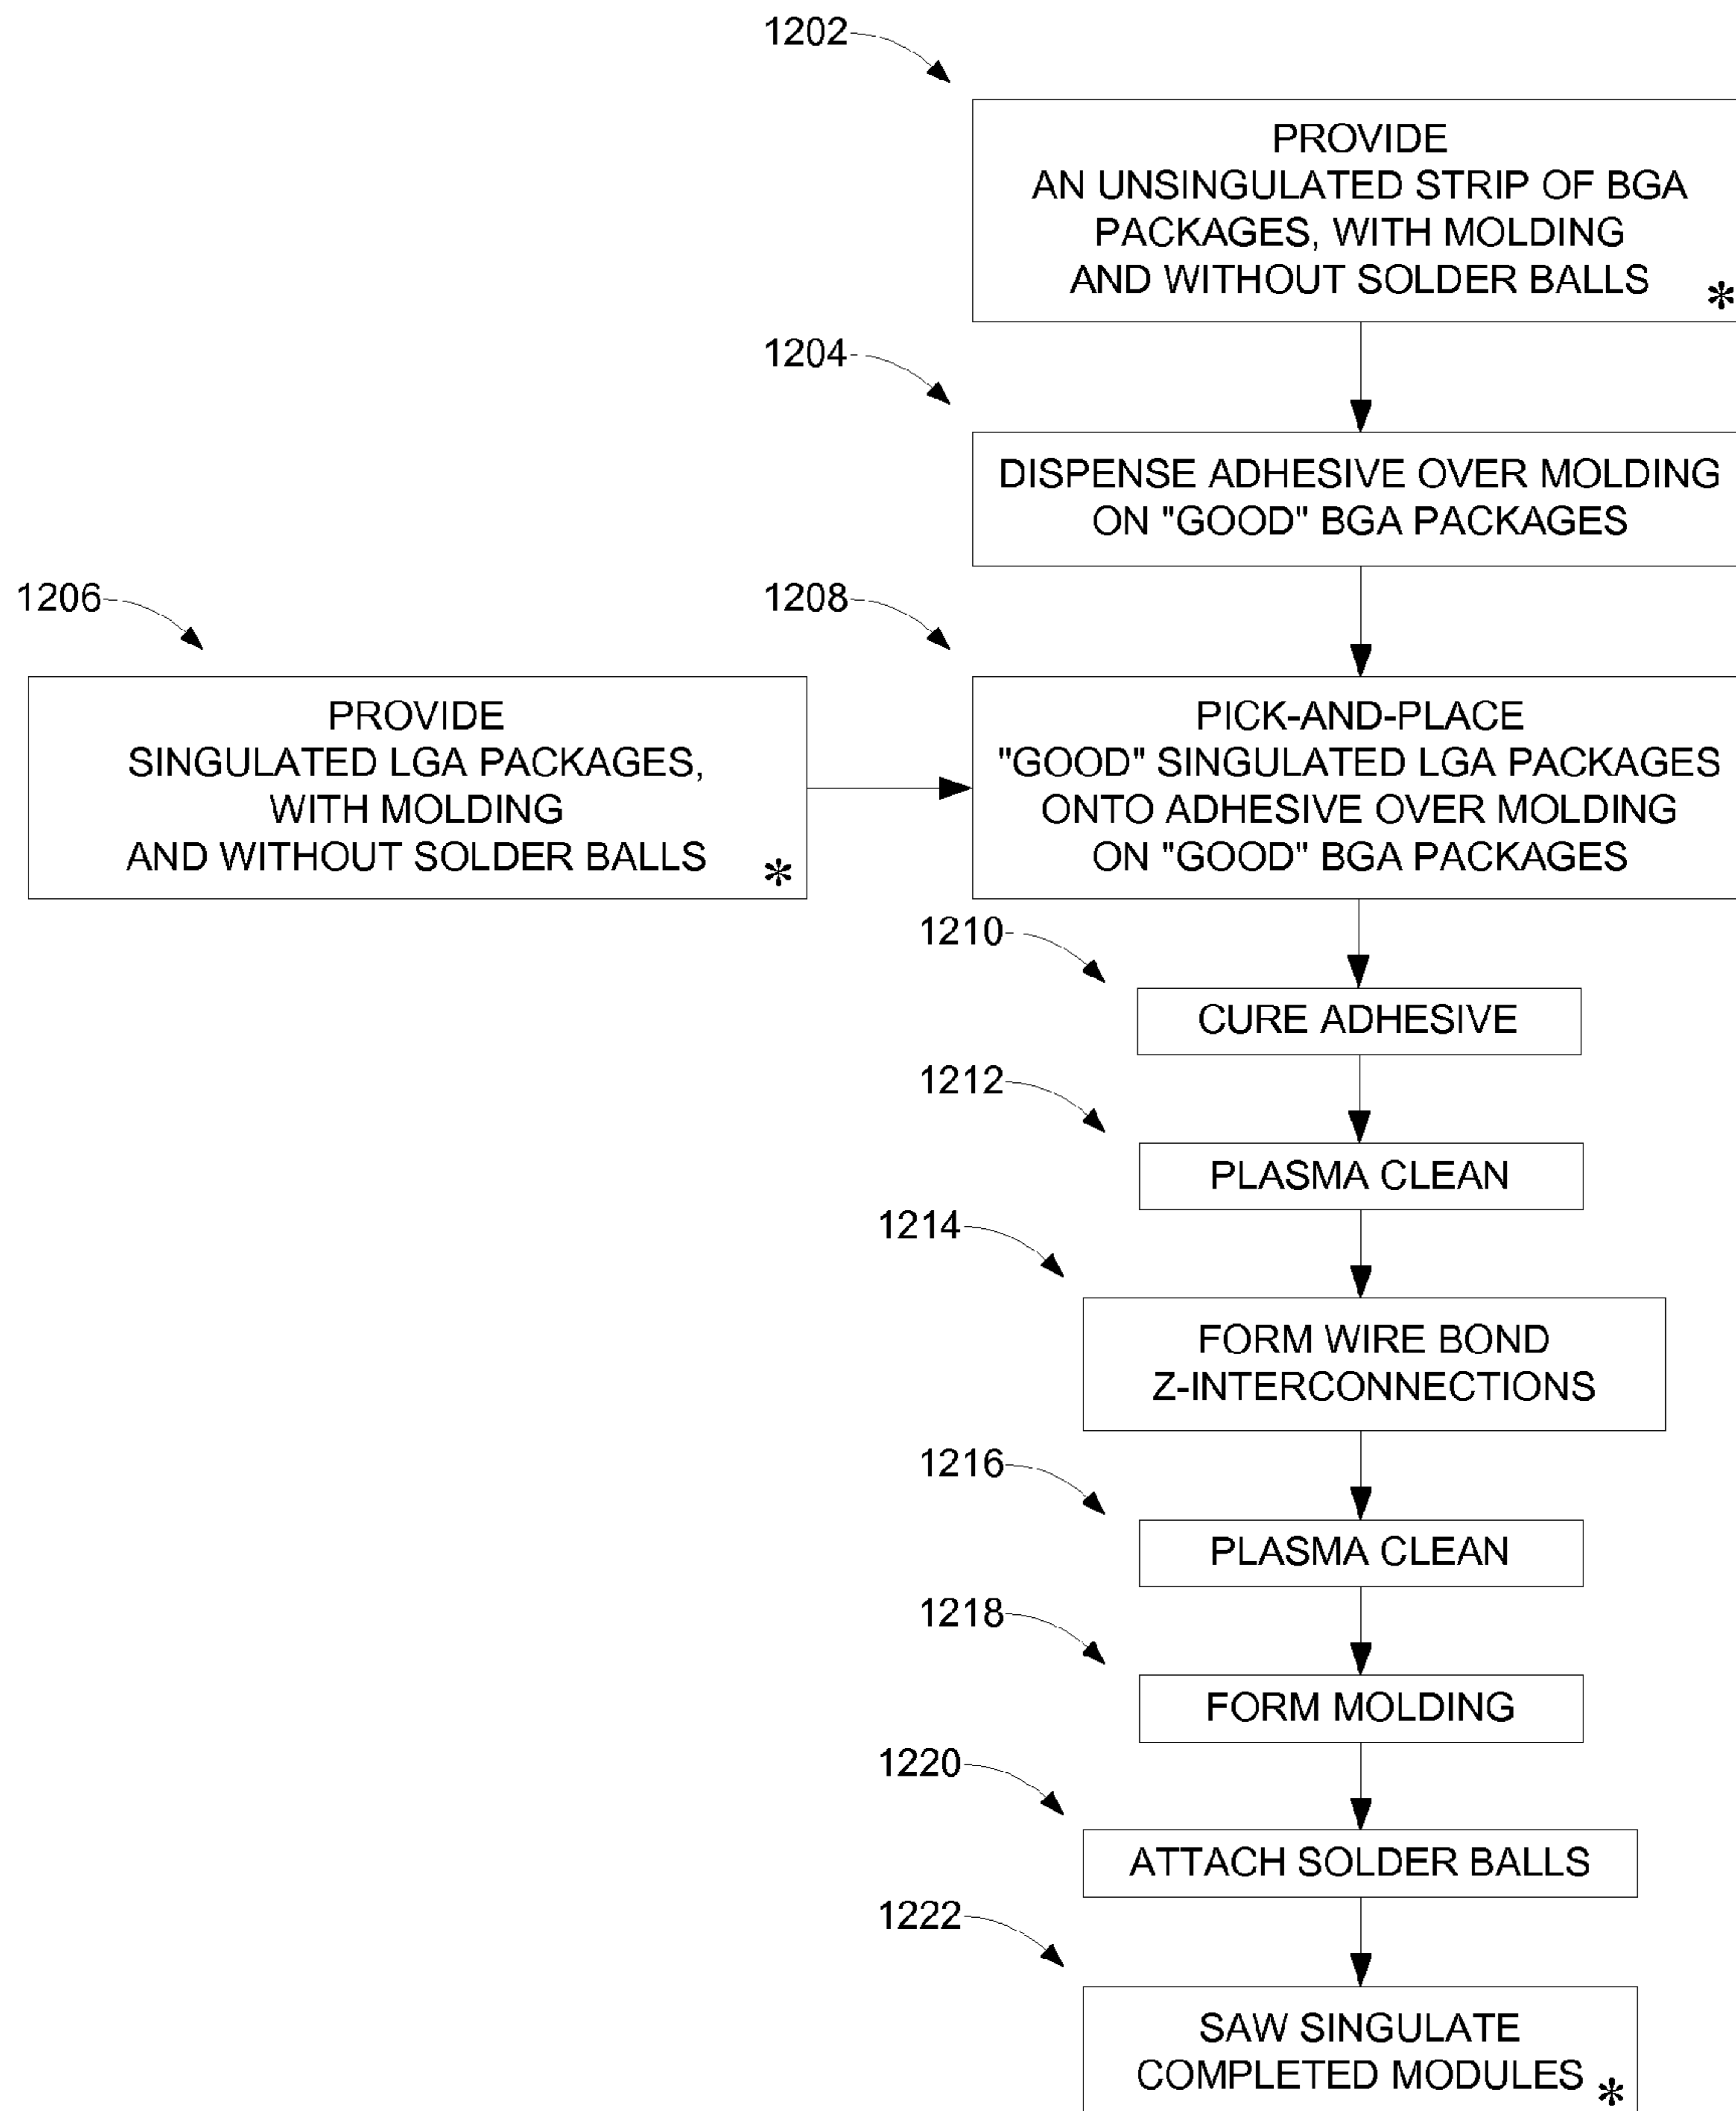 1202
PROVIDE
AN UNSINGULATED STRIP OF BGA
PACKAGES, WITH MOLDING
AND WITHOUT SOLDER BALLS *
1204
DISPENSE ADHESIVE OVER MOLDING
ON "GOOD" BGA PACKAGES
1206
PROVIDE
SINGULATED LGA PACKAGES,
WITH MOLDING
AND WITHOUT SOLDER BALLS *
1208
PICK-AND-PLACE
"GOOD" SINGULATED LGA PACKAGES
ONTO ADHESIVE OVER MOLDING
ON "GOOD" BGA PACKAGES
1210
CURE ADHESIVE
1212
PLASMA CLEAN
1214
FORM WIRE BOND
Z-INTERCONNECTIONS
1216
PLASMA CLEAN
1218
FORM MOLDING
1220
ATTACH SOLDER BALLS
1222
SAW SINGULATE
COMPLETED MODULES *